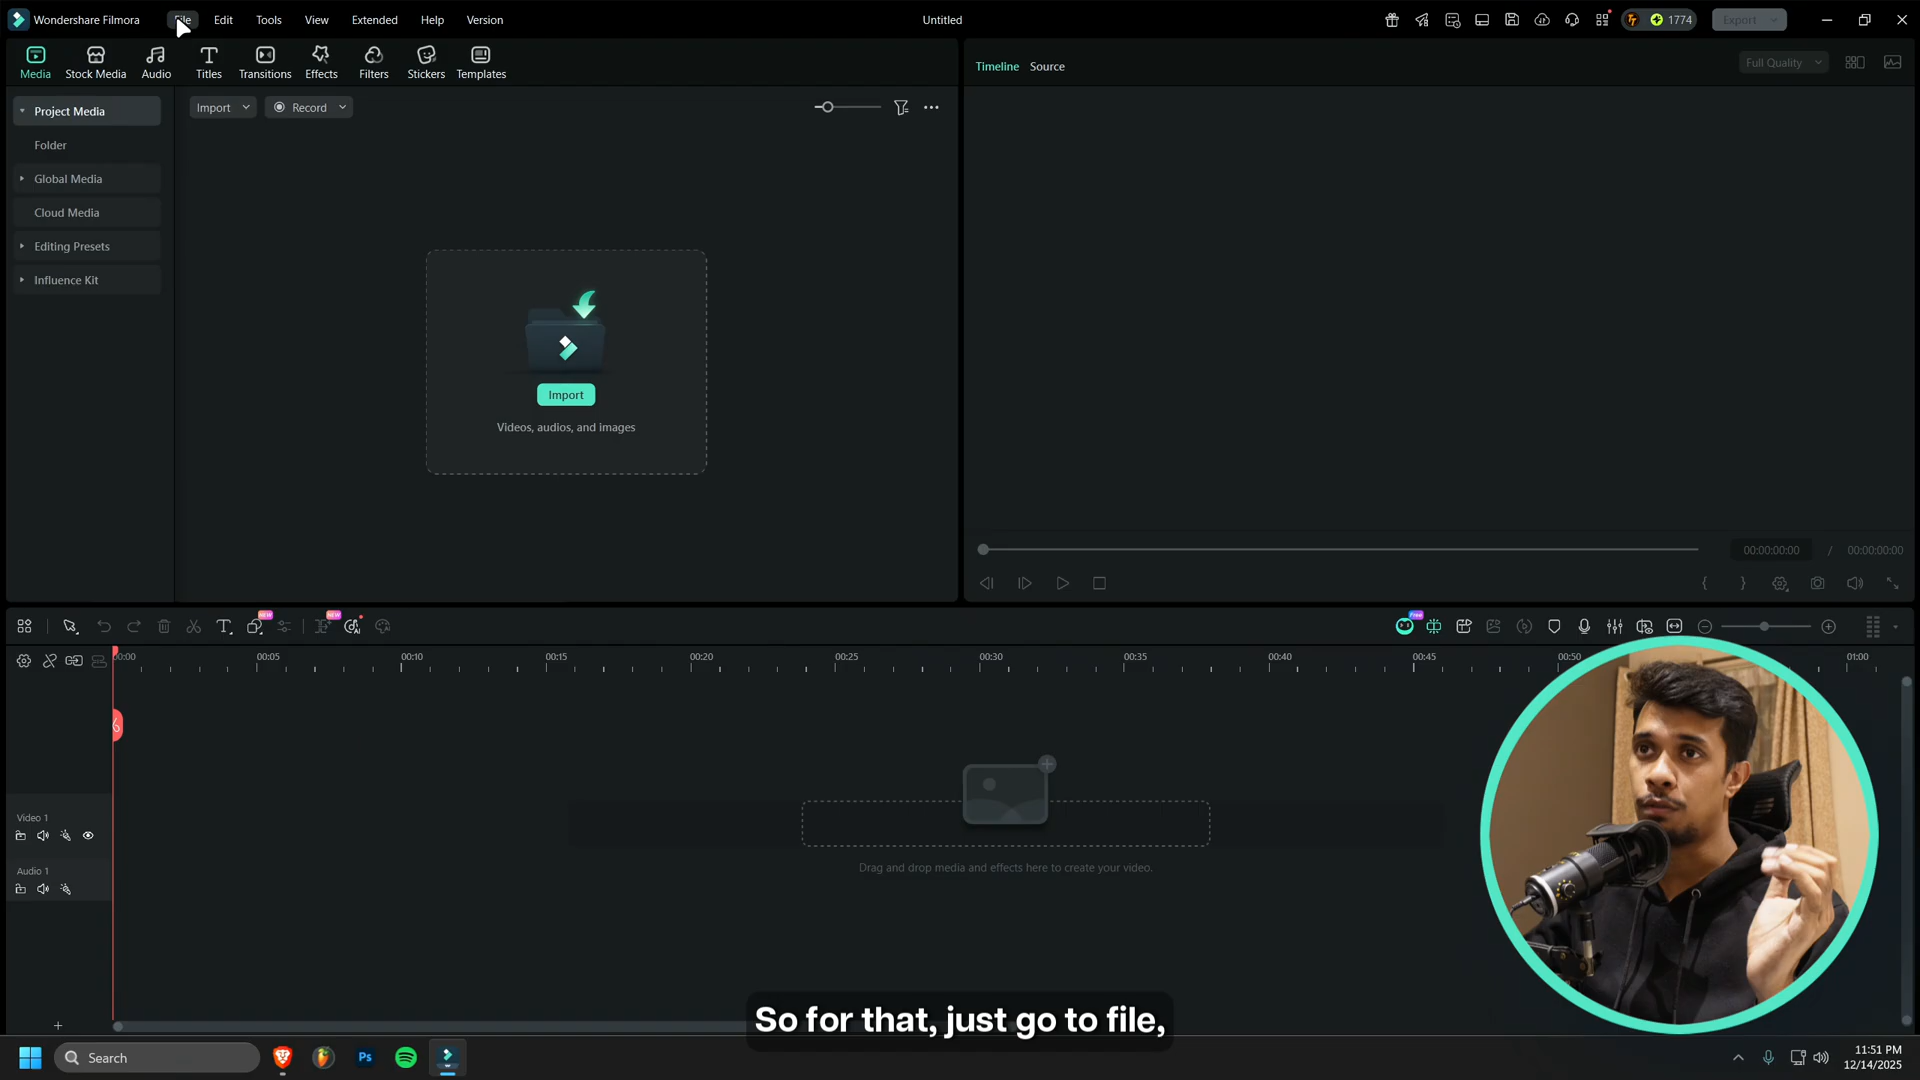 Wondershare Filmora
File
Edit
Tools
View
Extended
Help
Version
Untitled
1774
Export
Media
Stock Media
Audio
Titles
Transitions
Effects
Filters
Stickers
Templates
Timeline
Source
Full Quality
Project Media
Folder
Global Media
Cloud Media
Editing Presets
Influence Kit
Import
Record
Import
Videos, audios, and images
00:00:00:00
/
00:00:00:00
NEW
NEW
Free
00:00
00:05
00:10
00:15
00:20
00:25
00:30
00:35
00:40
00:45
00:50
01:00
Video 1
Audio 1
Drag and drop media and effects here to create your video.
So for that, just go to file,
Search
Ps
11:51 PM
12/14/2025